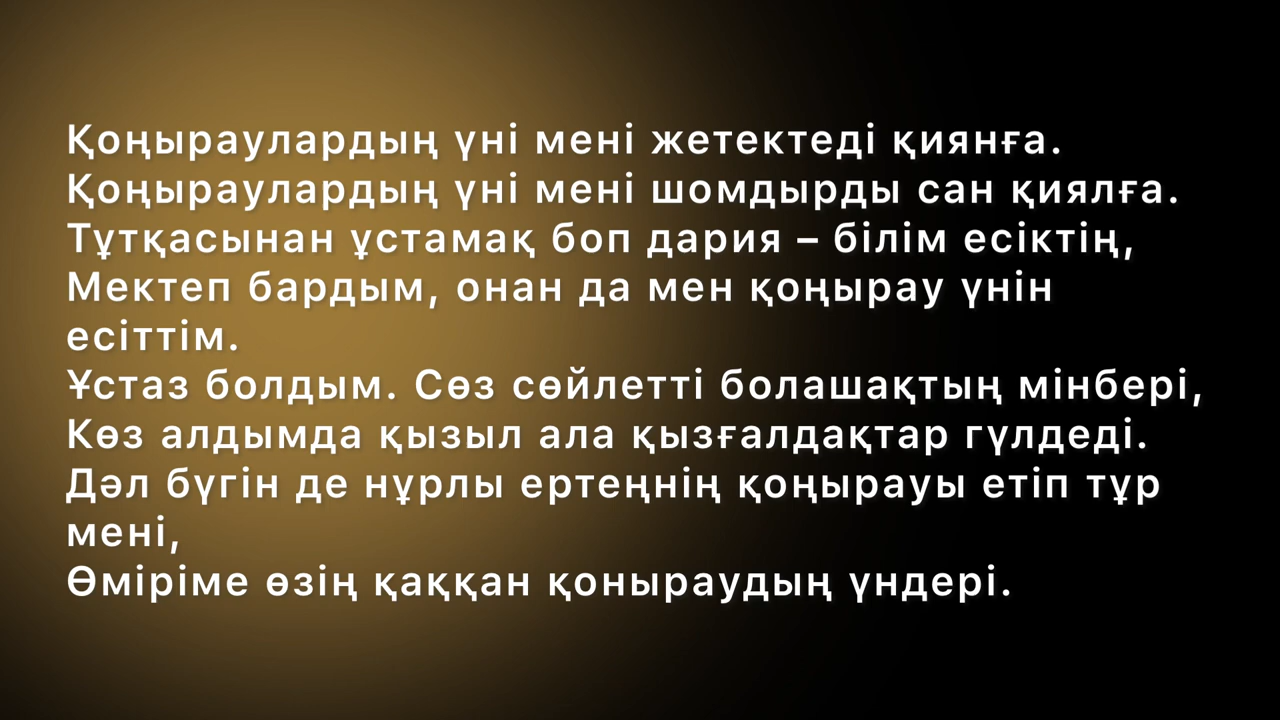 Қоңыраулардың үні мені жетектеді қиянға.
Қоңыраулардың үні мені шомдырды сан қиялға.
Тұтқасынан ұстамақ боп дария – білім есіктің,
Мектеп бардым, онан да мен қоңырау үнін
есіттім.
Ұстаз болдым. Сөз сөйлетті болашақтың мінбері,
Көз алдымда қызыл ала қызғалдақтар гүлдеді.
Дәл бүгін де нұрлы ертеңнің қоңырауы етіп тұр
мені,
Өміріме өзің қаққан қоныраудың үндері.